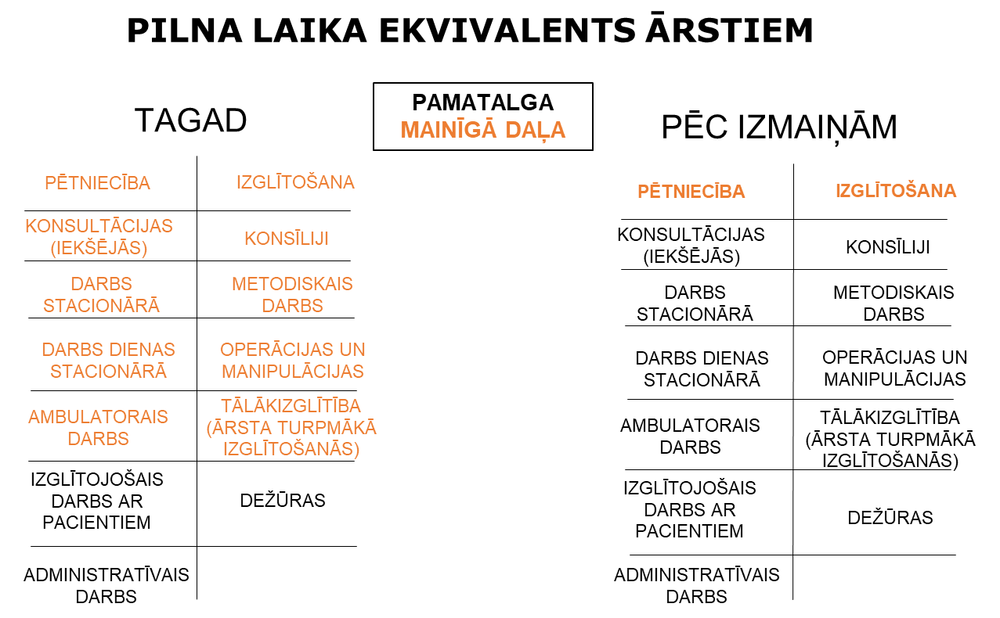 PILNA LAIKA EKVIVALENTS ĀRSTIEM
PAMATALGA
MAINĪGĀ DAĻA
TAGAD
PĒTNIECĪBA
IZGLĪTOŠANA
KONSULTĀCIJAS
(IEKŠĒJĀS)
KONSĪLIJI
DARBS
STACIONĀRĀ
METODISKAIS
DARBS
DARBS DIENAS
STACIONĀRĀ
OPERĀCIJAS UN
MANIPULĀCIJAS
AMBULATORAIS
DARBS
TĀLĀKIZGLĪTĪBA
(ĀRSTA TURPMĀKĀ
IZGLĪTOŠANĀS)
IZGLĪTOJOŠAIS
DARBS AR
PACIENTIEM
DEŽŪRAS
ADMINISTRATĪVAIS
DARBS
PĒC IZMAIŅĀM
PĒTNIECĪBA
IZGLĪTOŠANA
KONSULTĀCIJAS
(IEKŠĒJĀS)
KONSĪLIJI
DARBS
STACIONĀRĀ
METODISKAIS
DARBS
DARBS DIENAS
STACIONĀRĀ
OPERĀCIJAS UN
MANIPULĀCIJAS
AMBULATORAIS
DARBS
TĀLĀKIZGLĪTĪBA
(ĀRSTA TURPMĀKĀ
IZGLĪTOŠANĀS)
IZGLĪTOJOŠAIS
DARBS AR
PACIENTIEM
DEŽŪRAS
ADMINISTRATĪVAIS
DARBS